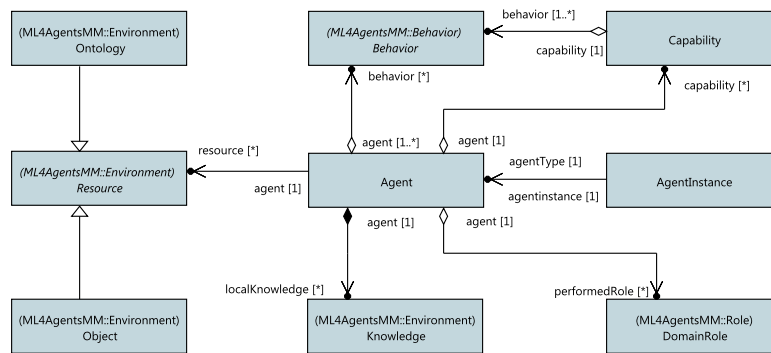 (ML4AgentsMM::Environment)
Ontology
(ML4AgentsMM::Behavior)
Behavior
behavior [1..*]
capability [1]
Capability
behavior [*]
capability [*]
agent [1..*]
agent [1]
resource [*]
agent [1]
(ML4AgentsMM::Environment)
Resource
Agent
agentType [1]
agentinstance [1]
AgentInstance
agent [1]
agent [1]
localKnowledge [*]
performedRole [*]
(ML4AgentsMM::Environment)
Object
(ML4AgentsMM::Environment)
Knowledge
(ML4AgentsMM::Role)
DomainRole